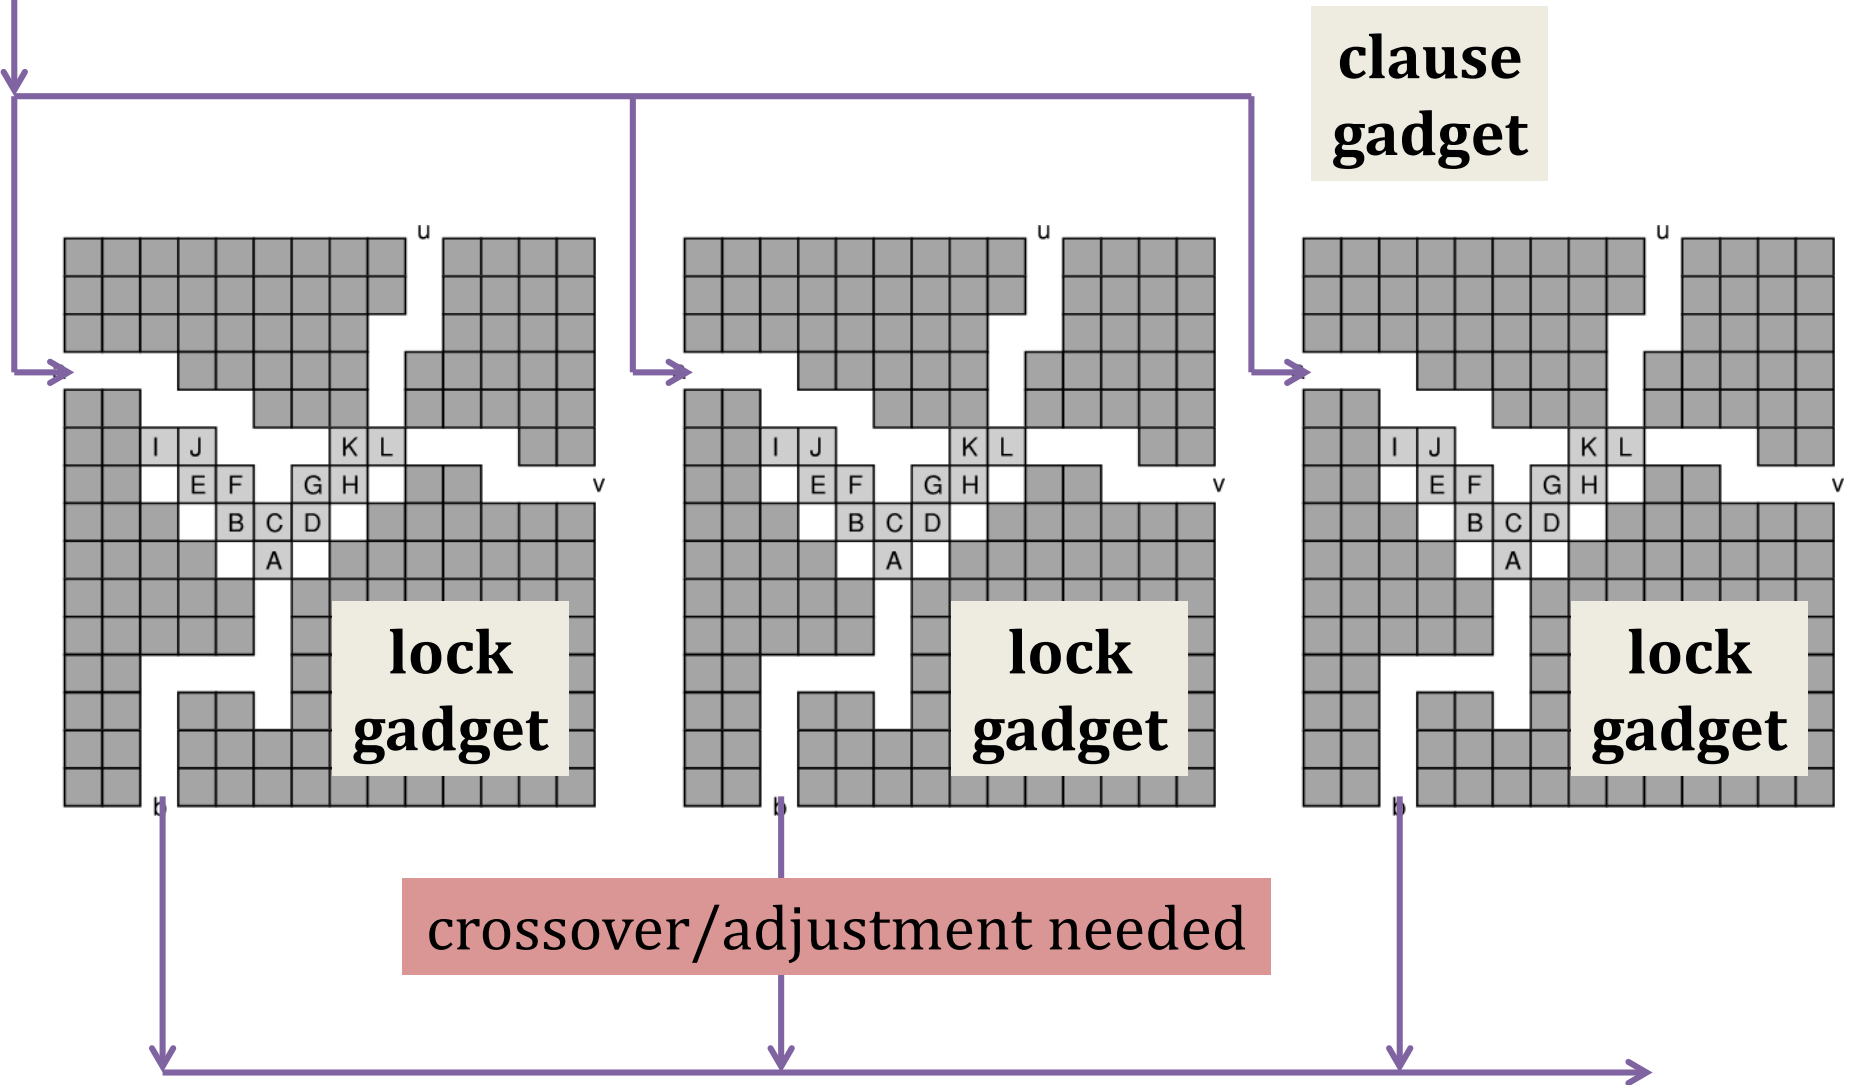 clause
gadget
u
u
u
I J K L
I J K L
I J K L
E F G H v
E F G H v
E F G H v
B C D
B C D
B C D
A
A
A
lock
gadget
lock
gadget
lock
gadget
b
b
b
crossover/adjustment needed